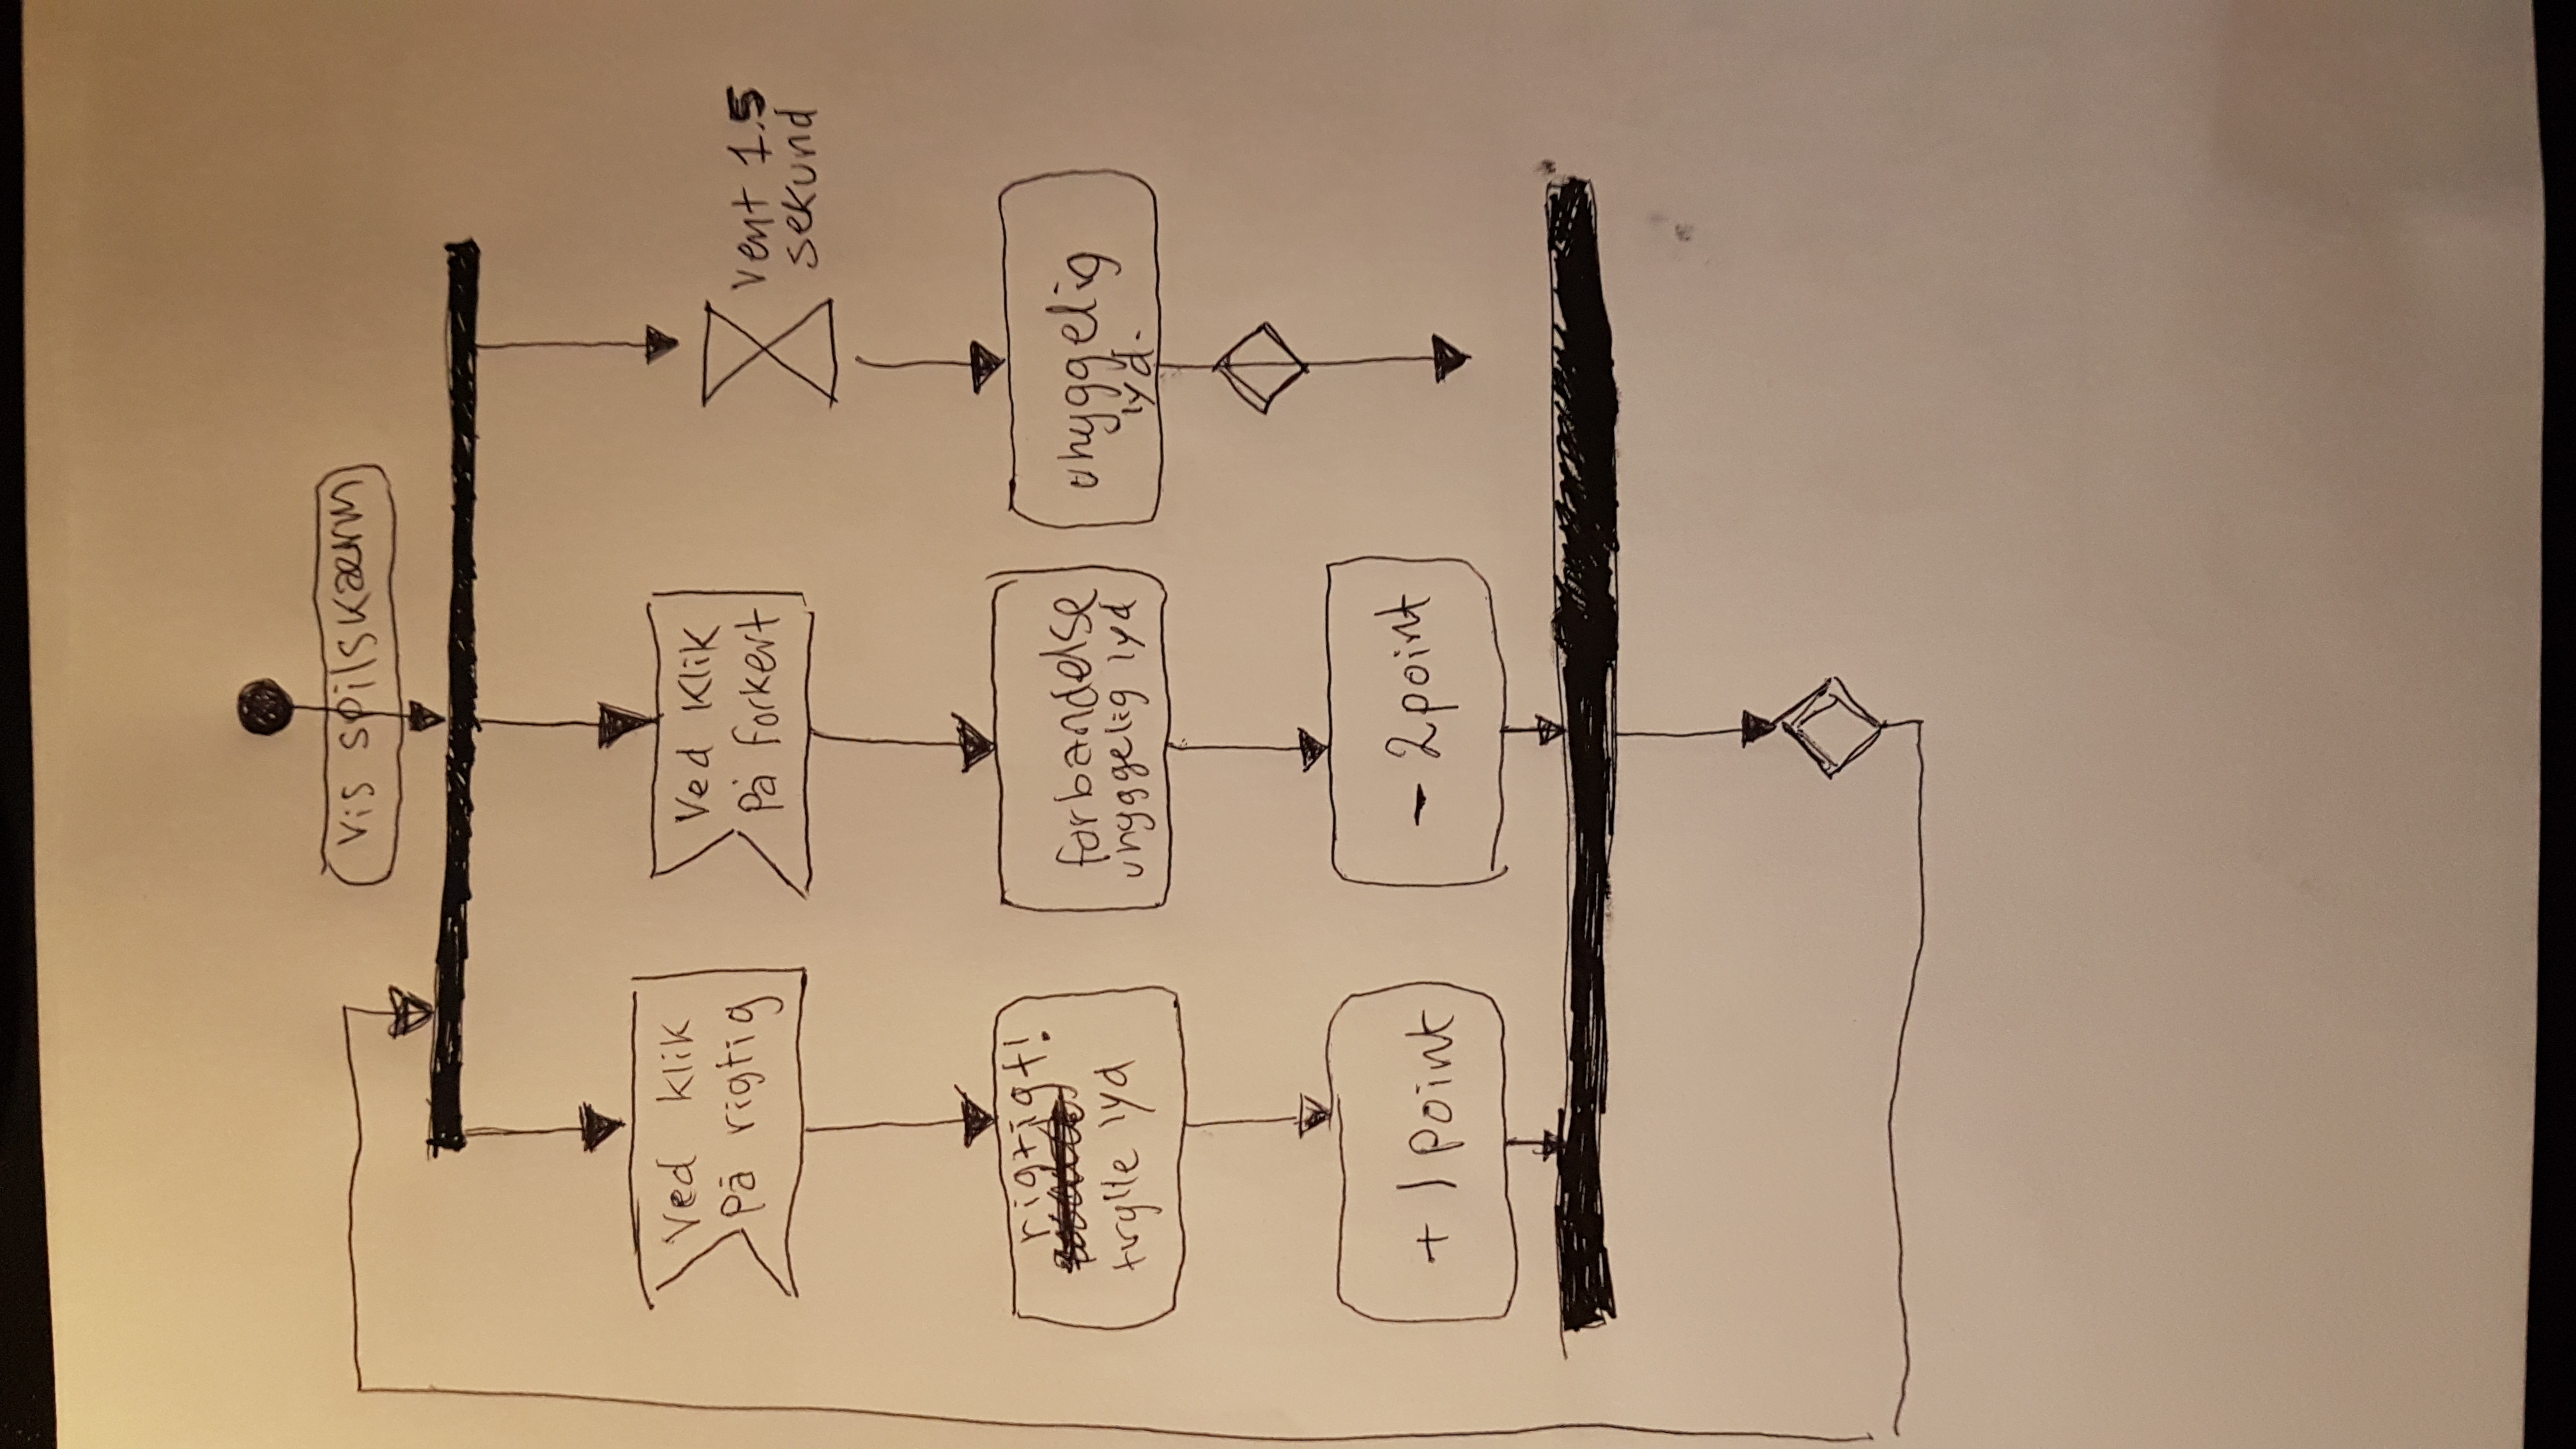 Vis spilskærm
Ved klik
på rigtig
Ved Klik
På forkert
Vent 1.5
sekund
rigtigt!
trylle lyd
forbandelse
uhyggelig lyd
uhyggelig
lyd.
+ 1 point
- 2 point